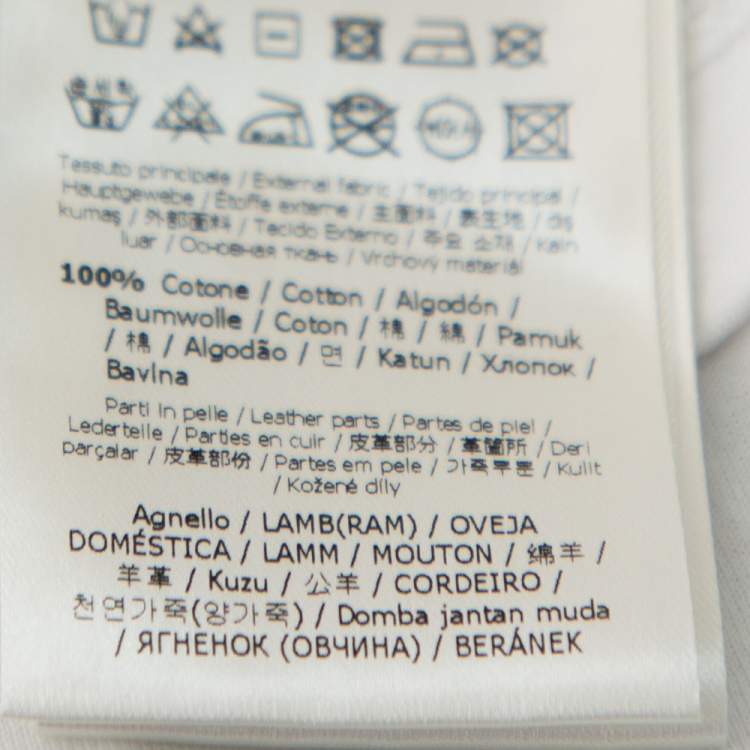 Tessuto principale / External fabric / Tejido principal /
Hauptgewebe / Étoffe externe / 主面料 / 表生地 / dış
kumaş / 外部面料 / Tecido Externo / 주요 소재 / Kain
luar / Основная ткань / Vrchový materiál
100% Cotone / Cotton / Algodón /
Baumwolle / Coton / 棉 / 綿 / Pamuk
/ 棉 / Algodão / 면 / Katun / Хлопок /
Bavlna
Parti in pelle / Leather parts / Partes de piel /
Lederteile / Parties en cuir / 皮革部分 / 革箇所 / Deri
parçalar / 皮革部份 / Partes em pele / 가죽부분 / Kulit
/ Kožené díly
Agnello / LAMB(RAM) / OVEJA
DOMÉSTICA / LAMM / MOUTON / 绵羊 /
羊革 / Kuzu / 公羊 / CORDEIRO /
천연가죽(양가죽) / Domba jantan muda
/ ЯГНЕНОК (ОВЧИНА) / BERÁNEK